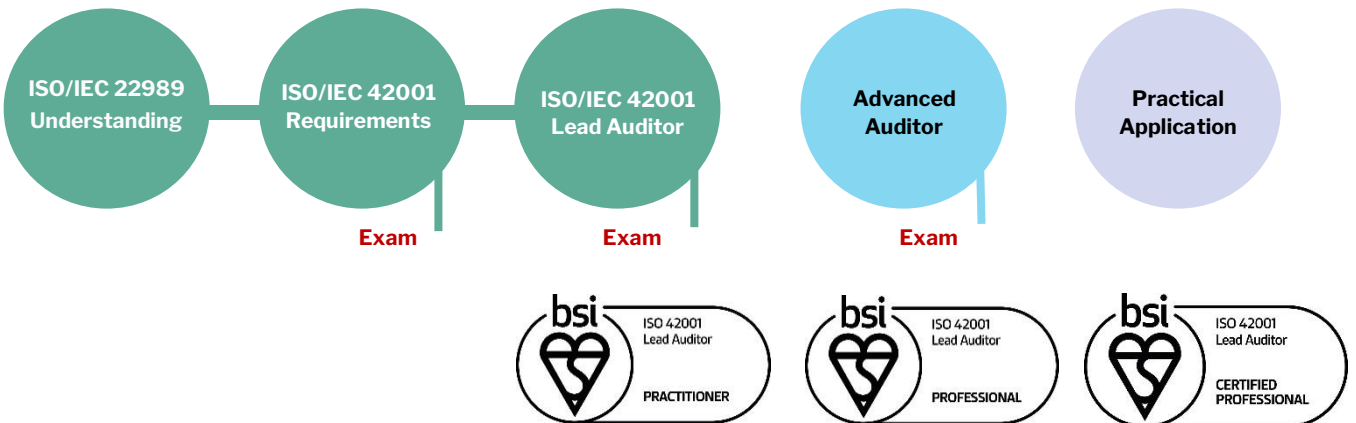 ISO/IEC 22989
Understanding
ISO/IEC 42001
Requirements
ISO/IEC 42001
Lead Auditor
Advanced
Auditor
Practical
Application
Exam
Exam
Exam
bsi
ISO 42001
Lead Auditor
PRACTITIONER
bsi
ISO 42001
Lead Auditor
PROFESSIONAL
bsi
ISO 42001
Lead Auditor
CERTIFIED
PROFESSIONAL